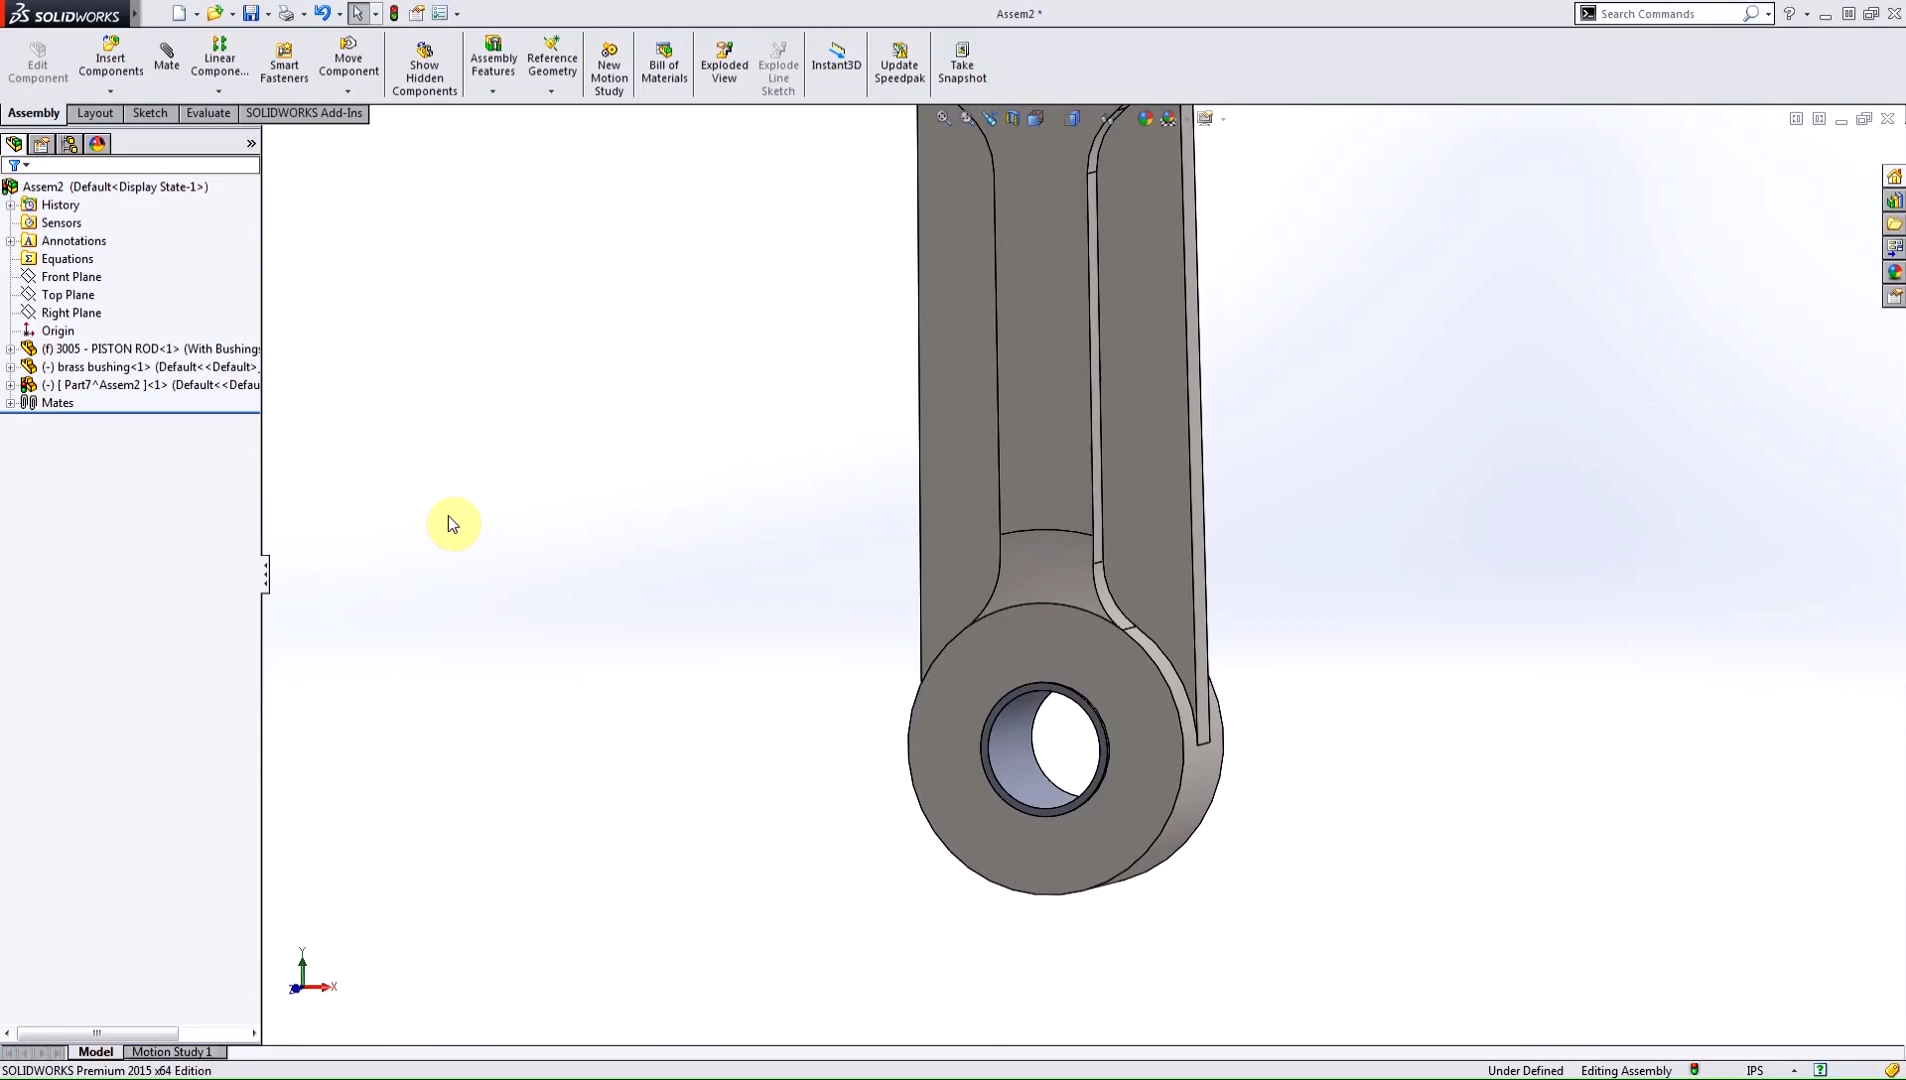 SOLIDWORKS
Assem2 *
Search Commands
Edit
Component
Insert
Components
Mate
Linear
Compone...
Smart
Fasteners
Move
Component
Show
Hidden
Components
Assembly
Features
Reference
Geometry
New
Motion
Study
Bill of
Materials
Exploded
View
Explode
Line
Sketch
Instant3D
Update
Speedpak
Take
Snapshot
Assembly
Layout
Sketch
Evaluate
SOLIDWORKS Add-Ins
Assem2 (Default<Display State-1>)
History
Sensors
Annotations
Equations
Front Plane
Top Plane
Right Plane
Origin
(f) 3005 - PISTON ROD<1> (With Bushing
(-) brass bushing<1> (Default<<Default>_
(-) [ Part7^Assem2 ]<1> (Default<<Defau
Mates
Y
X
Z
Model
Motion Study 1
SOLIDWORKS Premium 2015 x64 Edition
Under Defined
Editing Assembly
IPS